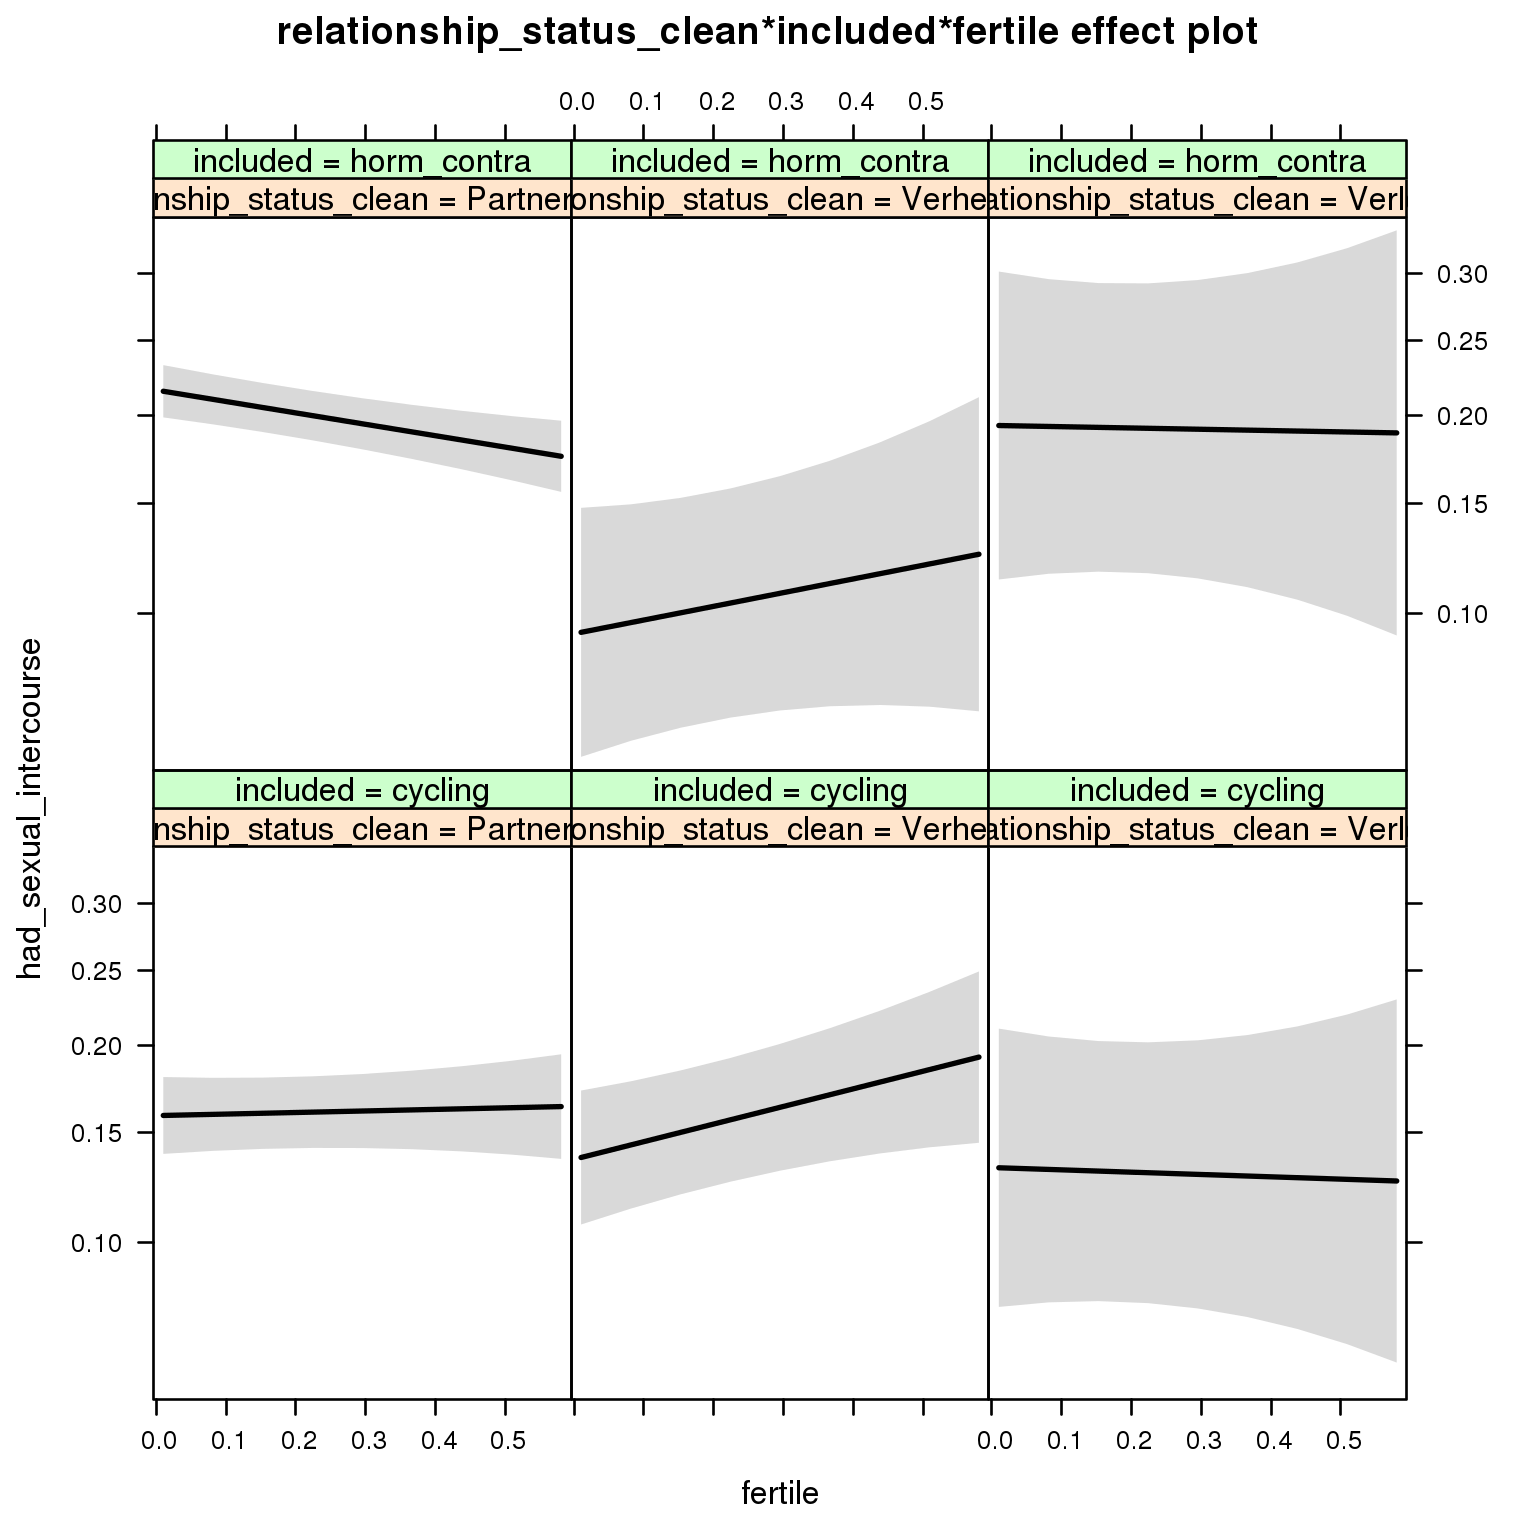 relationship_status_clean*included*fertile effect plot
0.0 0.1 0.2 0.3 0.4 0.5
included = horm_contra included = horm_contra included = horm_contra
nship_status_clean = Partner onship_status_clean = Verhe ationship_status_clean = Verl
0.30
0.25
0.20
0.15
0.10
had_sexual_intercourse
included = cycling included = cycling included = cycling
nship_status_clean = Partner onship_status_clean = Verhe ationship_status_clean = Verl
0.30
0.25
0.20
0.15
0.10
0.0 0.1 0.2 0.3 0.4 0.5 0.0 0.1 0.2 0.3 0.4 0.5
fertile